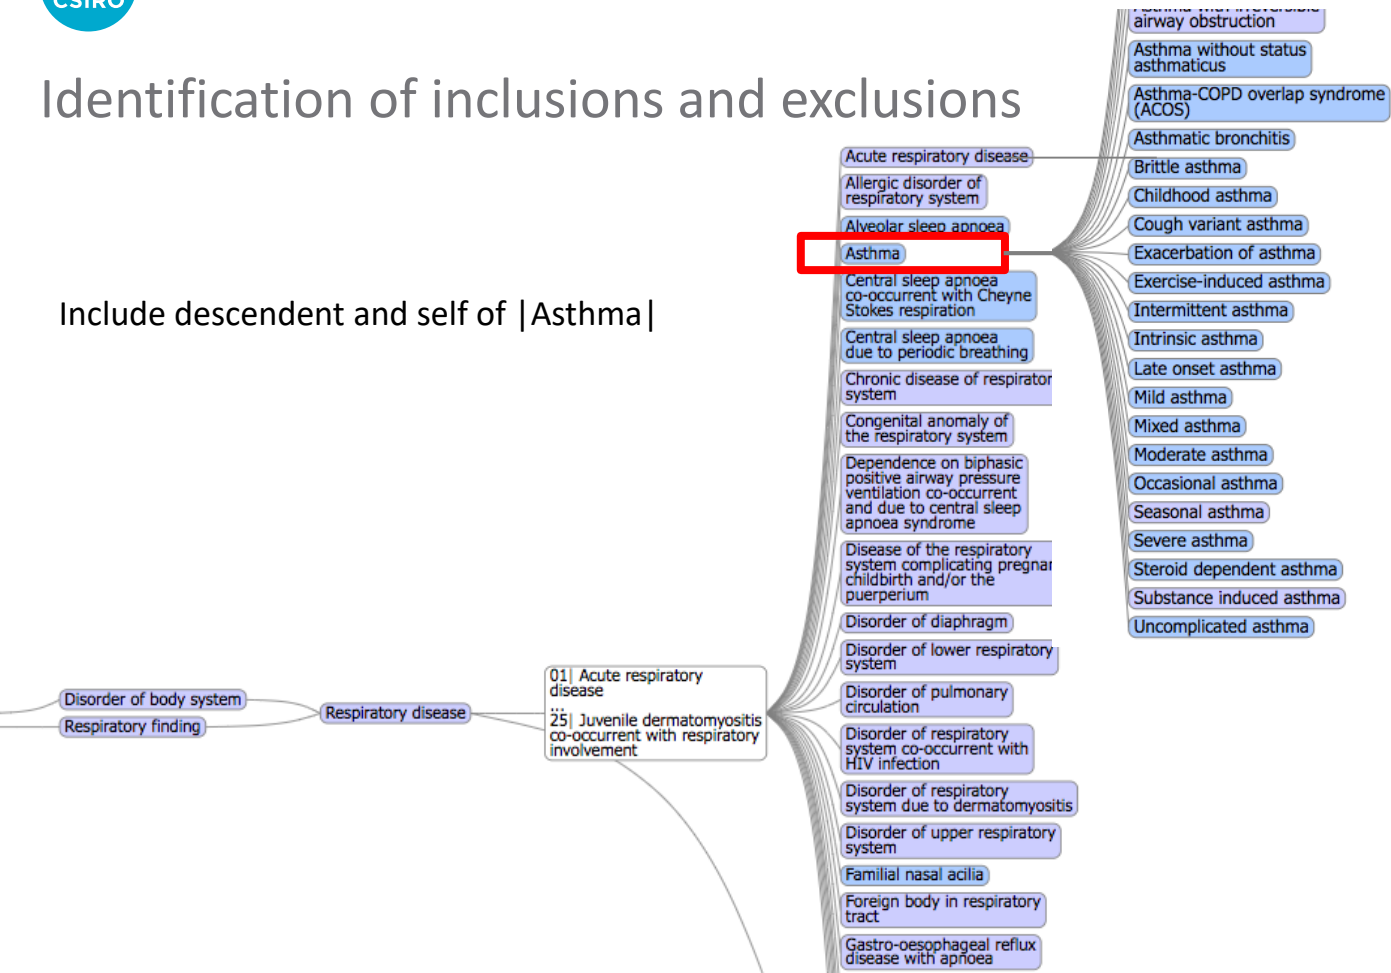 CSIRO
Identification of inclusions and exclusions
Include descendent and self of |Asthma|
Disorder of body system
Respiratory finding
Respiratory disease
01| Acute respiratory
disease
...
25| Juvenile dermatomyositis
co-occurrent with respiratory
involvement
Acute respiratory disease
Allergic disorder of
respiratory system
Alveolar sleep apnoea
Asthma
Central sleep apnoea
co-occurrent with Cheyne
Stokes respiration
Central sleep apnoea
due to periodic breathing
Chronic disease of respirator
system
Congenital anomaly of
the respiratory system
Dependence on biphasic
positive airway pressure
ventilation co-occurrent
and due to central sleep
apnoea syndrome
Disease of the respiratory
system complicating pregnan
childbirth and/or the
puerperium
Disorder of diaphragm
Disorder of lower respiratory
system
Disorder of pulmonary
circulation
Disorder of respiratory
system co-occurrent with
HIV infection
Disorder of respiratory
system due to dermatomyositis
Disorder of upper respiratory
system
Familial nasal acilia
Foreign body in respiratory
tract
Gastro-oesophageal reflux
disease with apnoea
Asthma with irreversible
airway obstruction
Asthma without status
asthmaticus
Asthma-COPD overlap syndrome
(ACOS)
Asthmatic bronchitis
Brittle asthma
Childhood asthma
Cough variant asthma
Exacerbation of asthma
Exercise-induced asthma
Intermittent asthma
Intrinsic asthma
Late onset asthma
Mild asthma
Mixed asthma
Moderate asthma
Occasional asthma
Seasonal asthma
Severe asthma
Steroid dependent asthma
Substance induced asthma
Uncomplicated asthma